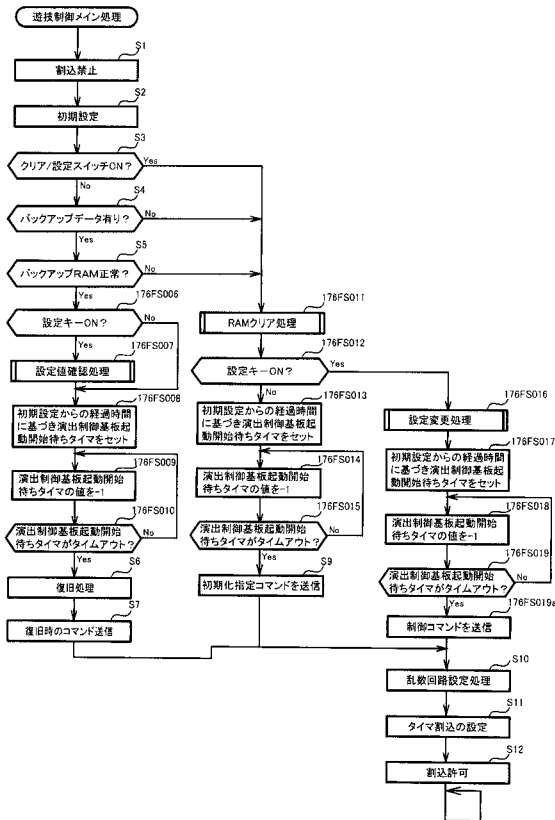 遊技制御メイン処理
S1
割込禁止
S2
初期設定
S3
クリア/設定スイッチON?
Yes
No
S4
バックアップデータ有り?
No
Yes
S5
バックアップRAM正常?
No
Yes
176FS006
設定キーON?
No
Yes
176FS007
設定値確認処理
176FS008
初期設定からの経過時間
に基づき演出制御基板起
動開始待ちタイマをセット
176FS009
演出制御基板起動開始
待ちタイマの値を-1
176FS010
演出制御基板起動開始
待ちタイマがタイムアウト?
No
Yes
S6
復旧処理
S7
復旧時のコマンド送信
176FS011
RAMクリア処理
176FS012
設定キーON?
Yes
No
176FS013
初期設定からの経過時間
に基づき演出制御基板起
動開始待ちタイマをセット
176FS014
演出制御基板起動開始
待ちタイマの値を-1
176FS015
演出制御基板起動開始
待ちタイマがタイムアウト?
No
Yes
S9
初期化指定コマンドを送信
176FS016
設定変更処理
176FS017
初期設定からの経過時間
に基づき演出制御基板起
動開始待ちタイマをセット
176FS018
演出制御基板起動開始
待ちタイマの値を-1
176FS019
演出制御基板起動開始
待ちタイマがタイムアウト?
No
Yes
176FS019a
制御コマンドを送信
S10
乱数回路設定処理
S11
タイマ割込の設定
S12
割込許可